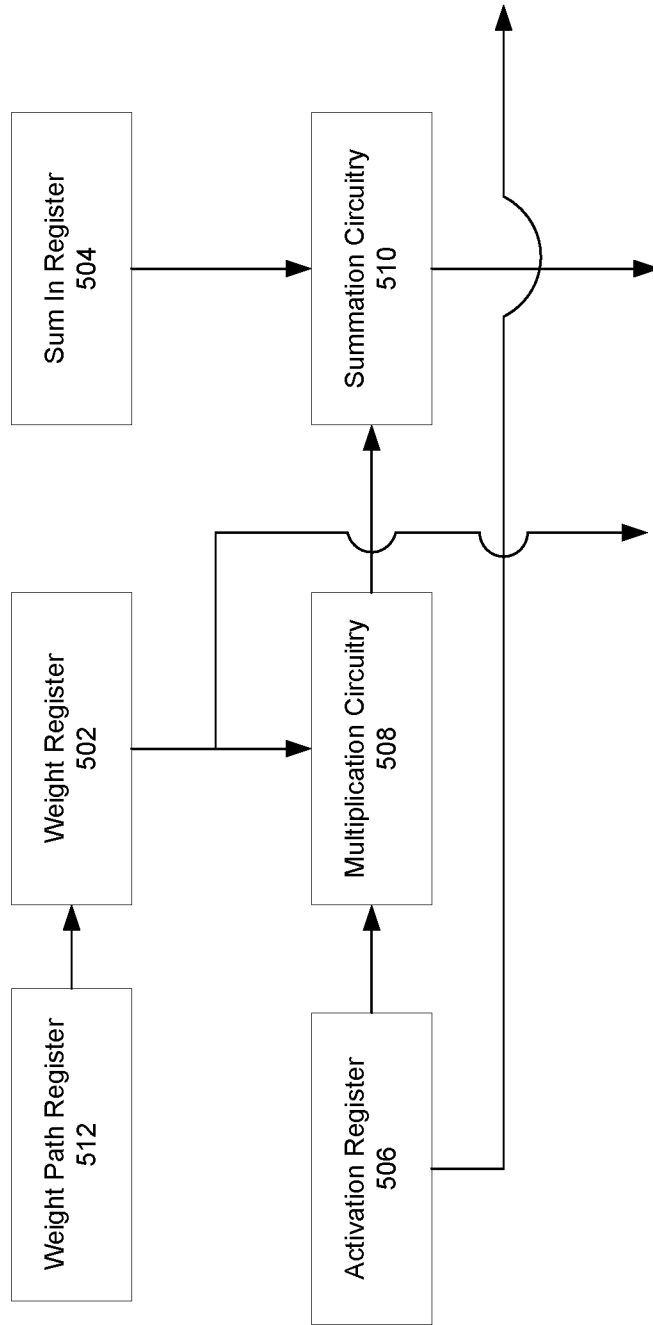 Weight Path Register
512
Weight Register
502
Sum In Register
504
Activation Register
506
Multiplication Circuitry
508
Summation Circuitry
510